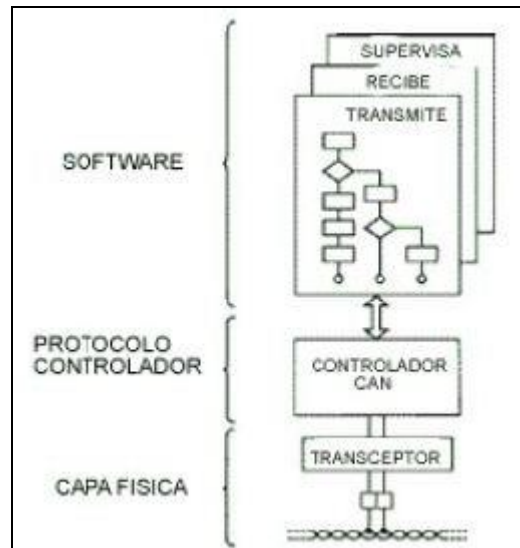 SUPERVISA
RECIBE
TRANSMITE
SOFTWARE
PROTOCOLO
CONTROLADOR
CONTROLADOR
CAN
TRANSCEPTOR
CAPA FISICA